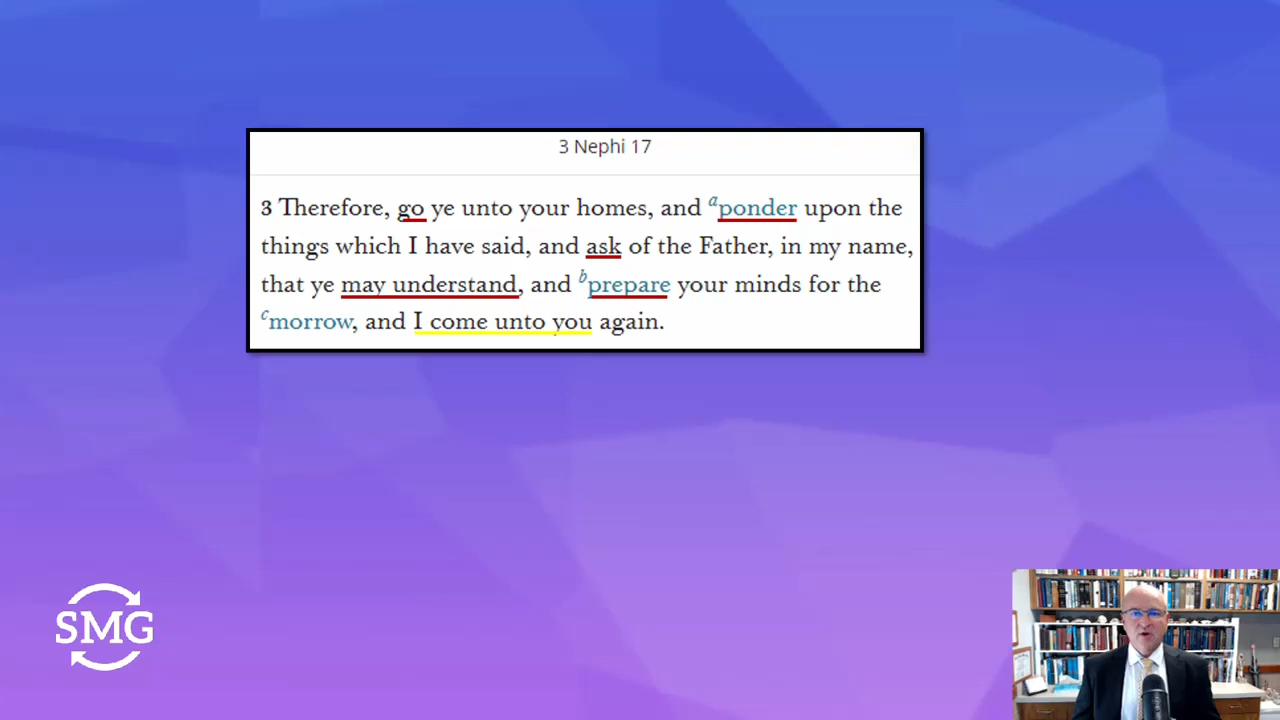 3 Nephi 17
3 Therefore, go ye unto your homes, and aponder upon the
things which I have said, and ask of the Father, in my name,
that ye may understand, and bprepare your minds for the
cmorrow, and I come unto you again.
SMG